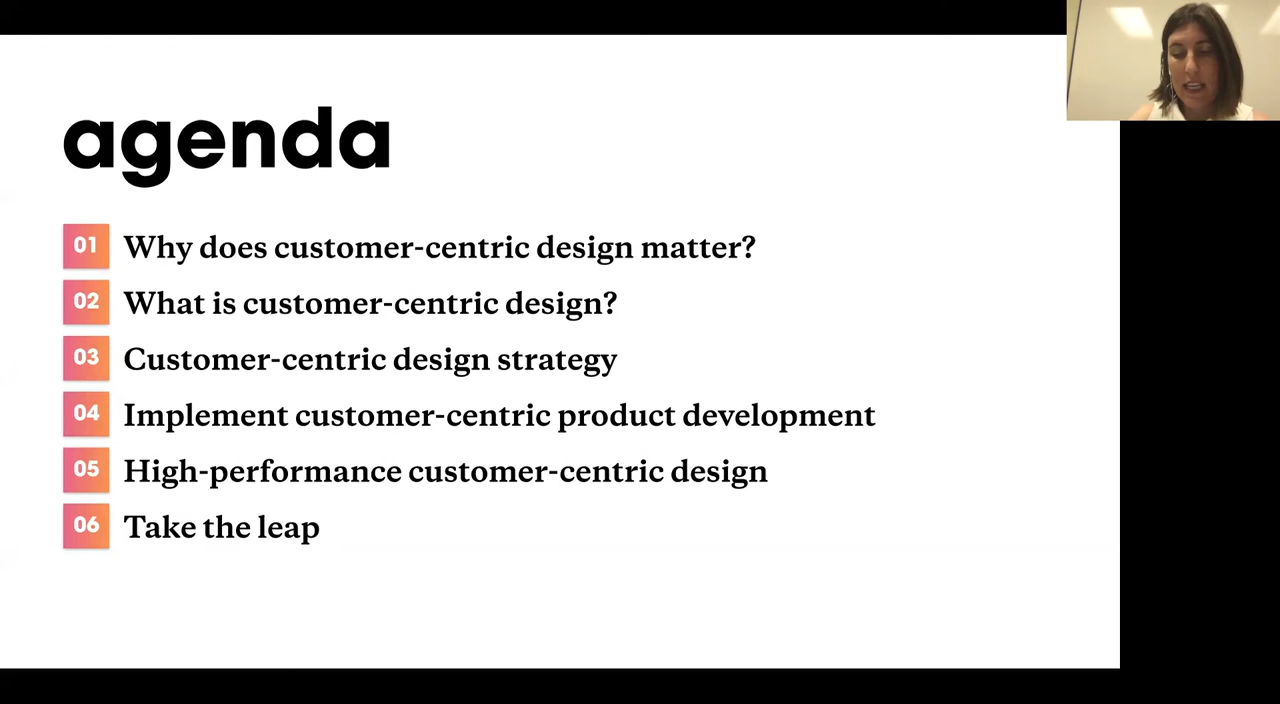 agenda
01 Why does customer-centric design matter?
02 What is customer-centric design?
03 Customer-centric design strategy
04 Implement customer-centric product development
05 High-performance customer-centric design
06 Take the leap